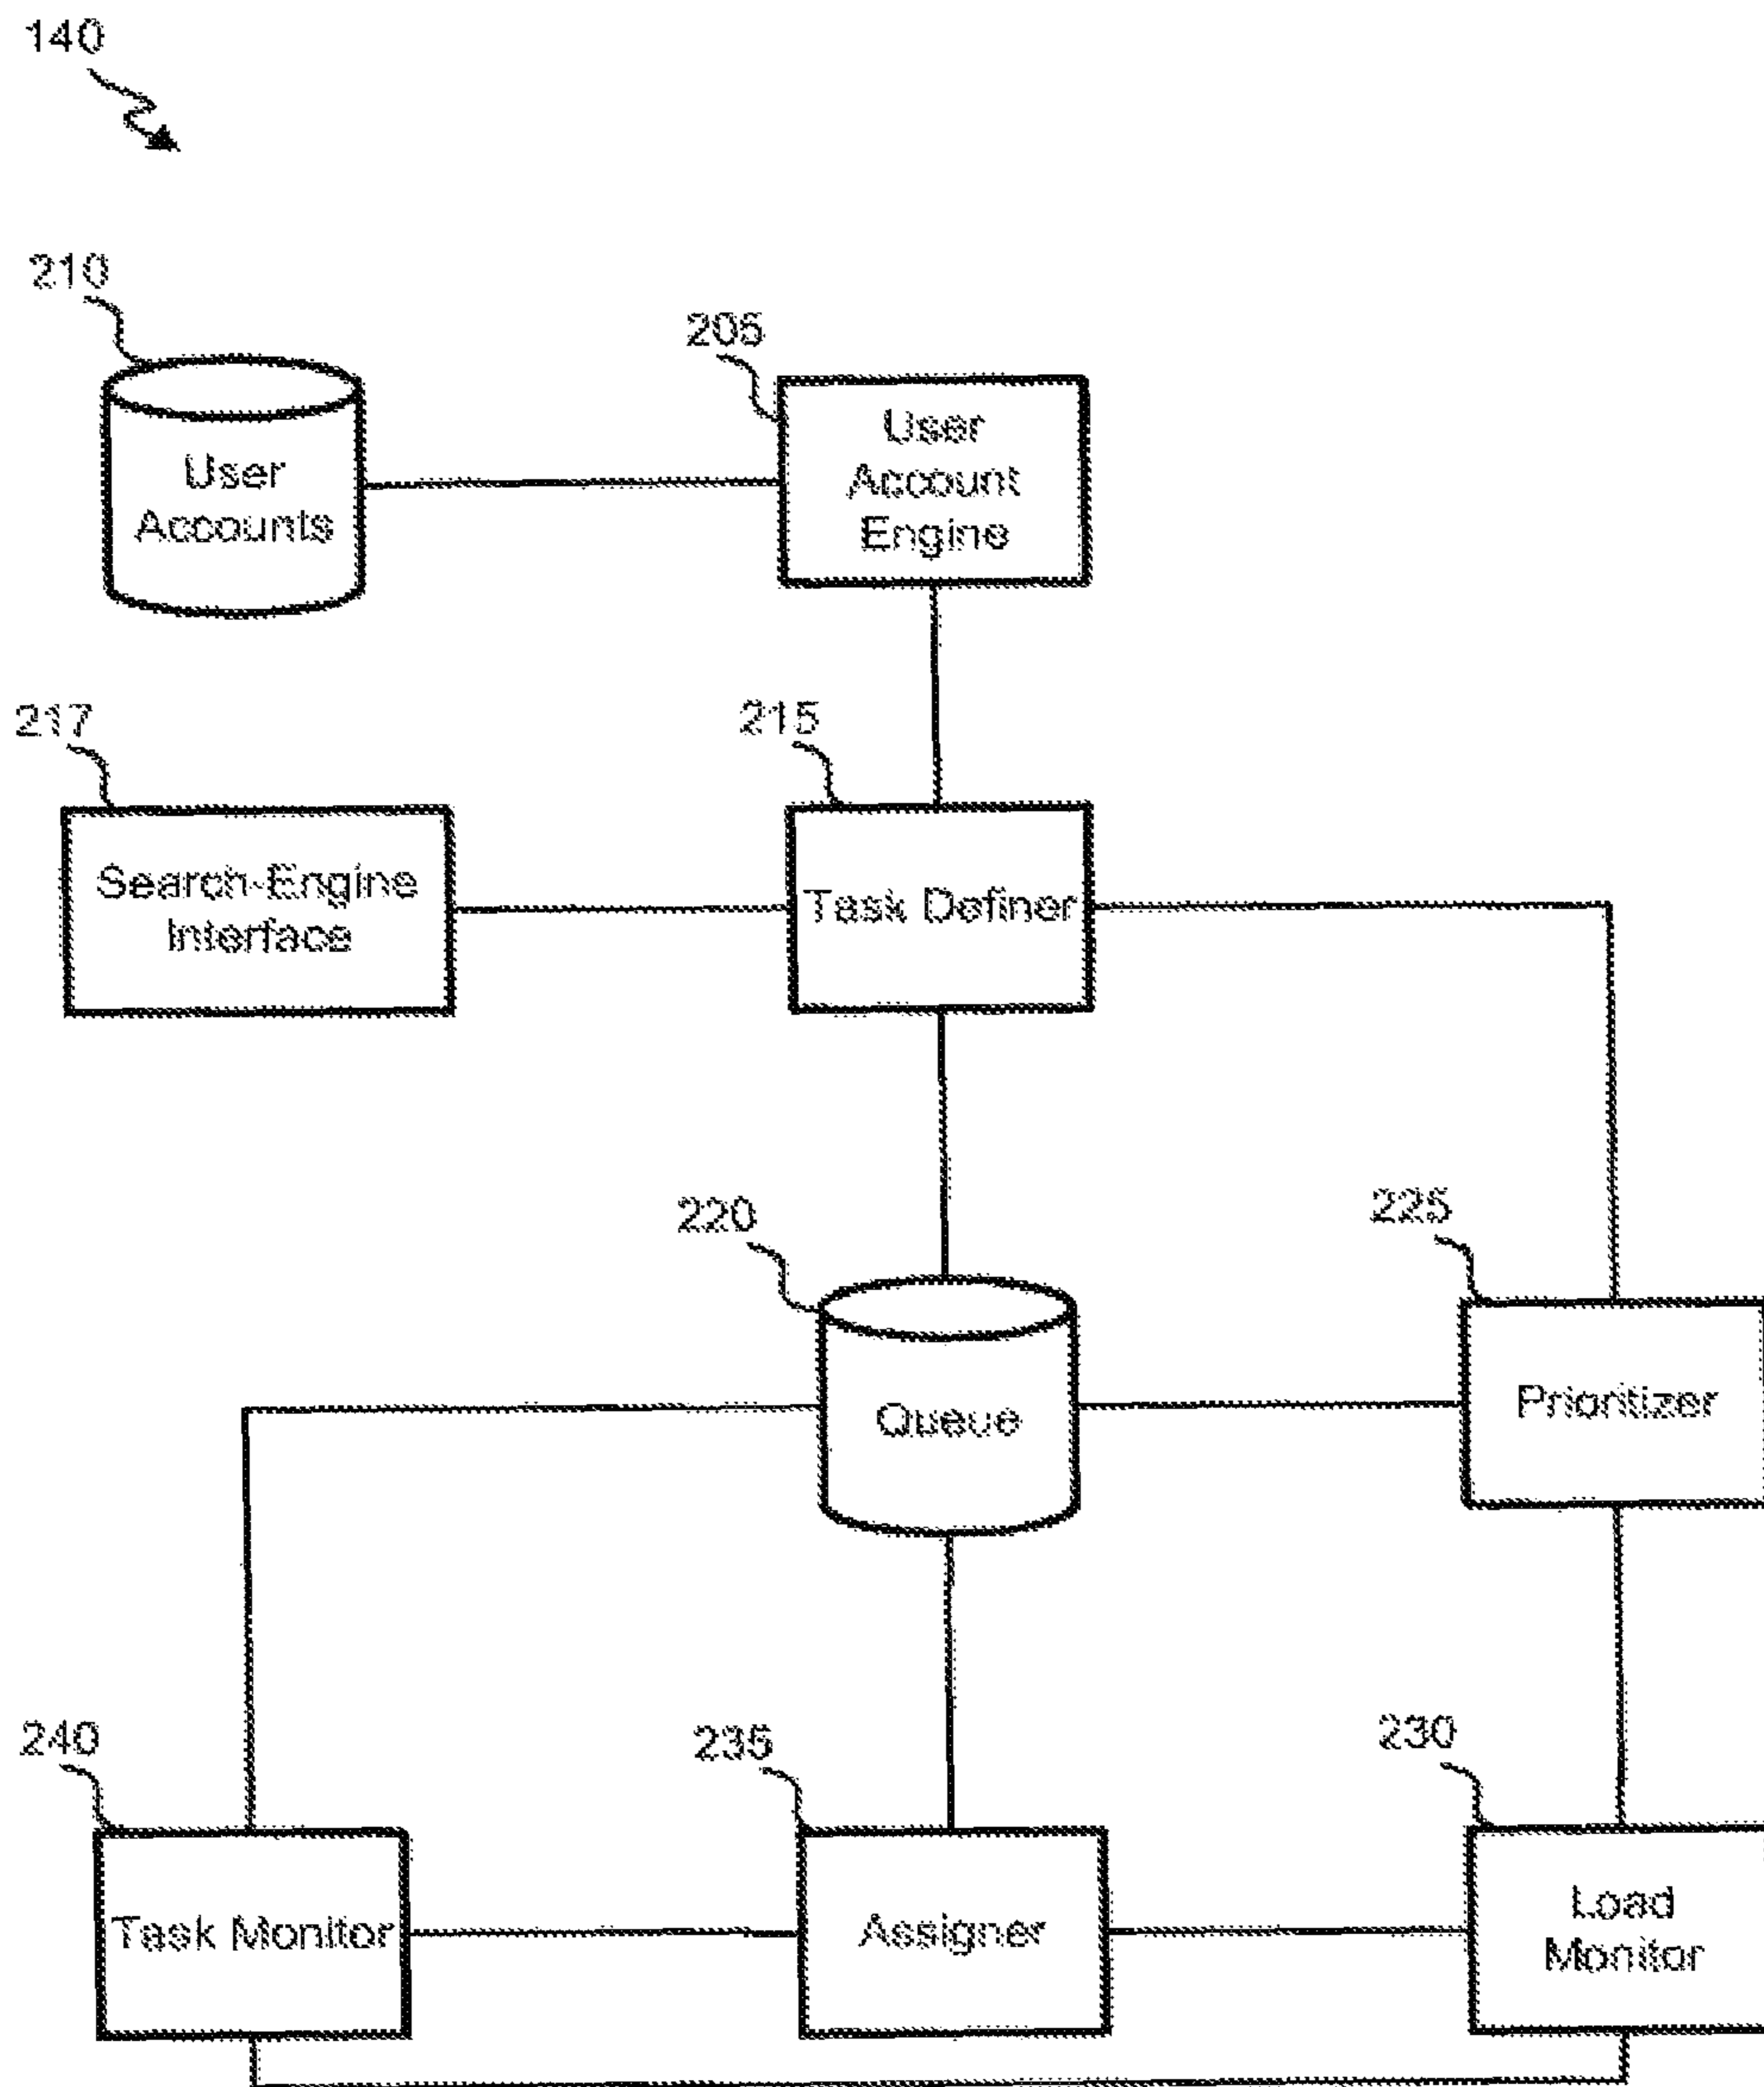 140
210
205
User
Account
Engine
User
Accounts
217
215
Search-Engine
Interface
Task Definer
220
225
Queue
Prioritizer
240
235
230
Task Monitor
Assigner
Load
Monitor